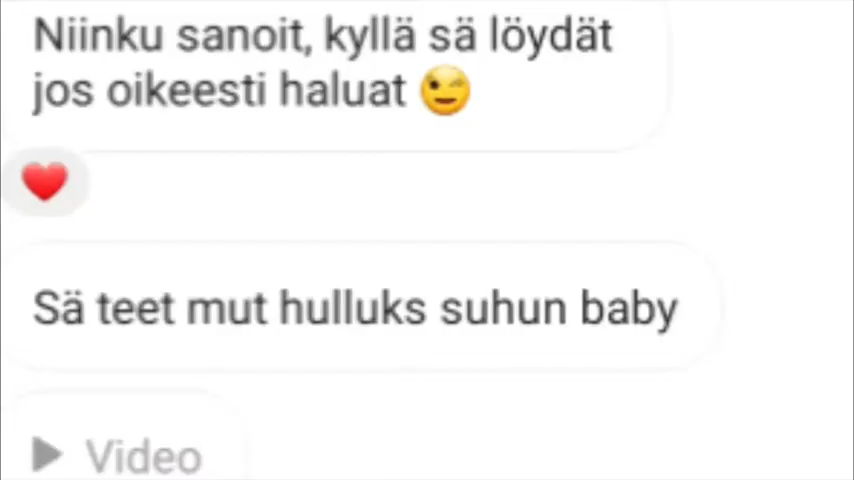 Niinku sanoit, kyllä sä löydät
jos oikeesti haluat 😉
❤️
Sä teet mut hulluks suhun baby
Video